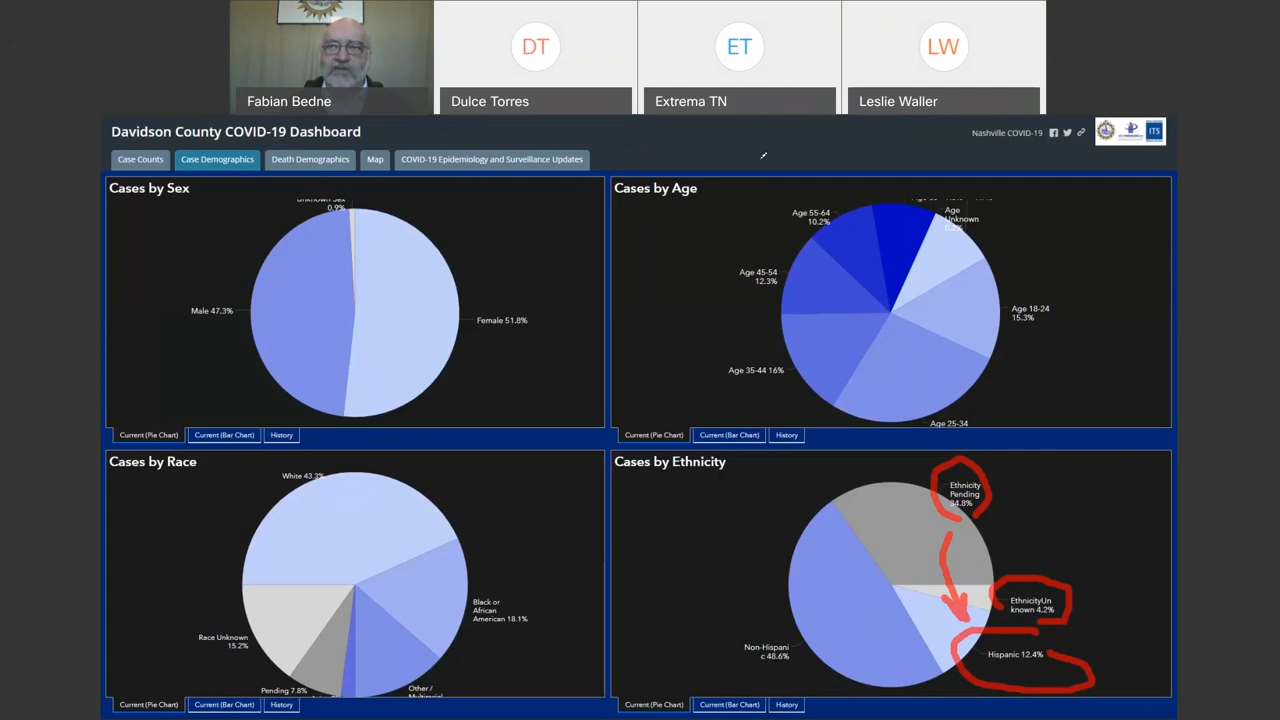 DT
ET
LW
Fabian Bedne
Dulce Torres
Extrema TN
Leslie Waller
Davidson County COVID-19 Dashboard
Nashville COVID-19
ITS
Case Counts
Case Demographics
Death Demographics
Map
COVID-19 Epidemiology and Surveillance Updates
Cases by Sex
Unknown Sex
0.9%
Male 47.3%
Female 51.8%
Current (Pie Chart)
Current (Bar Chart)
History
Cases by Age
Age 55-64
10.2%
Age
Unknown
0.2%
Age 45-54
12.3%
Age 18-24
15.3%
Age 35-44 16%
Age 25-34
Current (Pie Chart)
Current (Bar Chart)
History
Cases by Race
White 43.3%
Black or
African
American 18.1%
Race Unknown
15.2%
Pending 7.8%
Other /
Multiracial
Current (Pie Chart)
Current (Bar Chart)
History
Cases by Ethnicity
Ethnicity
Pending
34.8%
EthnicityUn
known 4.2%
Non-Hispani
c 48.6%
Hispanic 12.4%
Current (Pie Chart)
Current (Bar Chart)
History